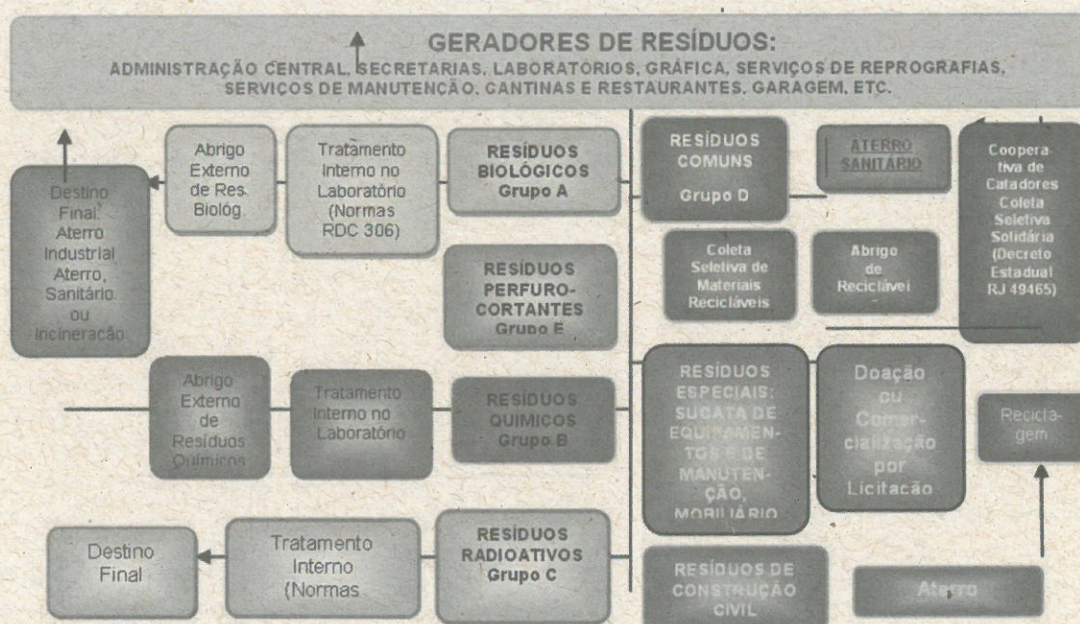 GERADORES DE RESÍDUOS:
ADMINISTRAÇÃO CENTRAL, SECRETARIAS, LABORATÓRIOS, GRÁFICA, SERVIÇOS DE REPROGRAFIAS,
SERVIÇOS DE MANUTENÇÃO, CANTINAS E RESTAURANTES, GARAGEM, ETC.
Destino
Final:
Aterro
Industrial
Aterro,
Sanitário
ou
Incineração
Abrigo
Externo
de Res.
Biológ.
Tratamento
Interno no
Laboratório
(Normas
RDC 306)
RESÍDUOS
BIOLÓGICOS
Grupo A
RESÍDUOS
COMUNS
Grupo D
ATERRO
SANITÁRIO
Coopera-
tiva de
Catadores
Coleta
Seletiva
Solidária
(Decreto
Estadual
RJ 49465)
RESÍDUOS
PERFURO-
CORTANTES
Grupo E
Coleta
Seletiva de
Materiais
Recicláveis
Abrigo
de
Reciclável
Abrigo
Externo
de
Resíduos
Químicos
Tratamento
Interno no
Laboratório
RESÍDUOS
QUIMICOS
Grupo B
RESÍDUOS
ESPECIAIS:
SUCATA DE
EQUIPAMEN-
TOS E DE
MANUTEN-
ÇÃO,
MOBILIÁRIO
Doação
ou
Comer-
cialização
por
Licitação
Recicla-
gem
Destino
Final
Tratamento
Interno
(Normas
RESÍDUOS
RADIOATIVOS
Grupo C
RESÍDUOS DE
CONSTRUÇÃO
CIVIL
Aterro